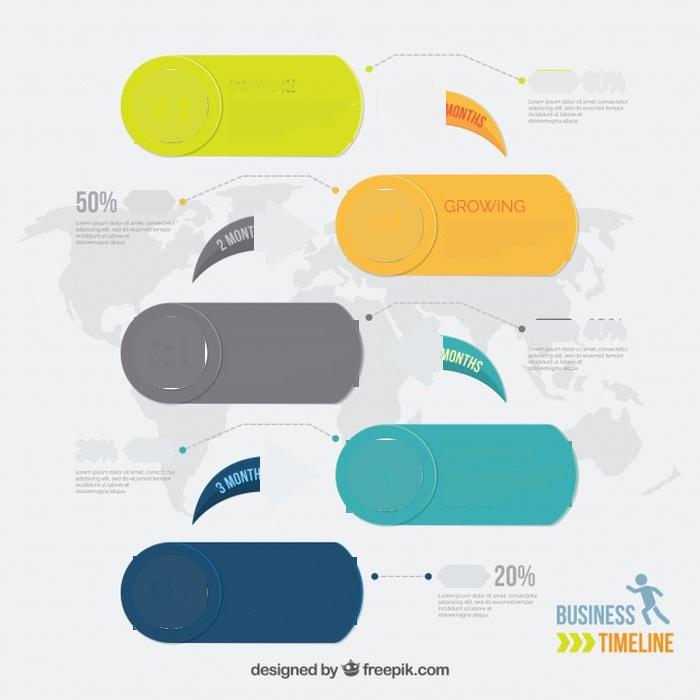 MONTHS
Lorem ipsum dolor sit amet, consectetur
adipiscing elit, sed do eiusmod tempor
incididunt ut labore et
doloremagna aliqua.
50%
GROWING
Lorem ipsum dolor sit amet, consectetur
adipiscing elit, sed do eiusmod tempor
incididunt ut labore et
doloremagna aliqua.
2 MONT
MONTHS
Lorem ipsum dolor sit amet, consectetur
adipiscing elit, sed do eiusmod tempor
incididunt ut labore et
doloremagna aliqua.
3 MONTH
Lorem ipsum dolor sit amet, consectetur
adipiscing elit, sed do eiusmod tempor
incididunt ut labore et
doloremagna aliqua.
20%
Lorem ipsum dolor sit amet, consectetur
adipiscing elit, sed do eiusmod tempor
incididunt ut labore et
doloremagna aliqua.
BUSINESS
TIMELINE
designed by freepik.com